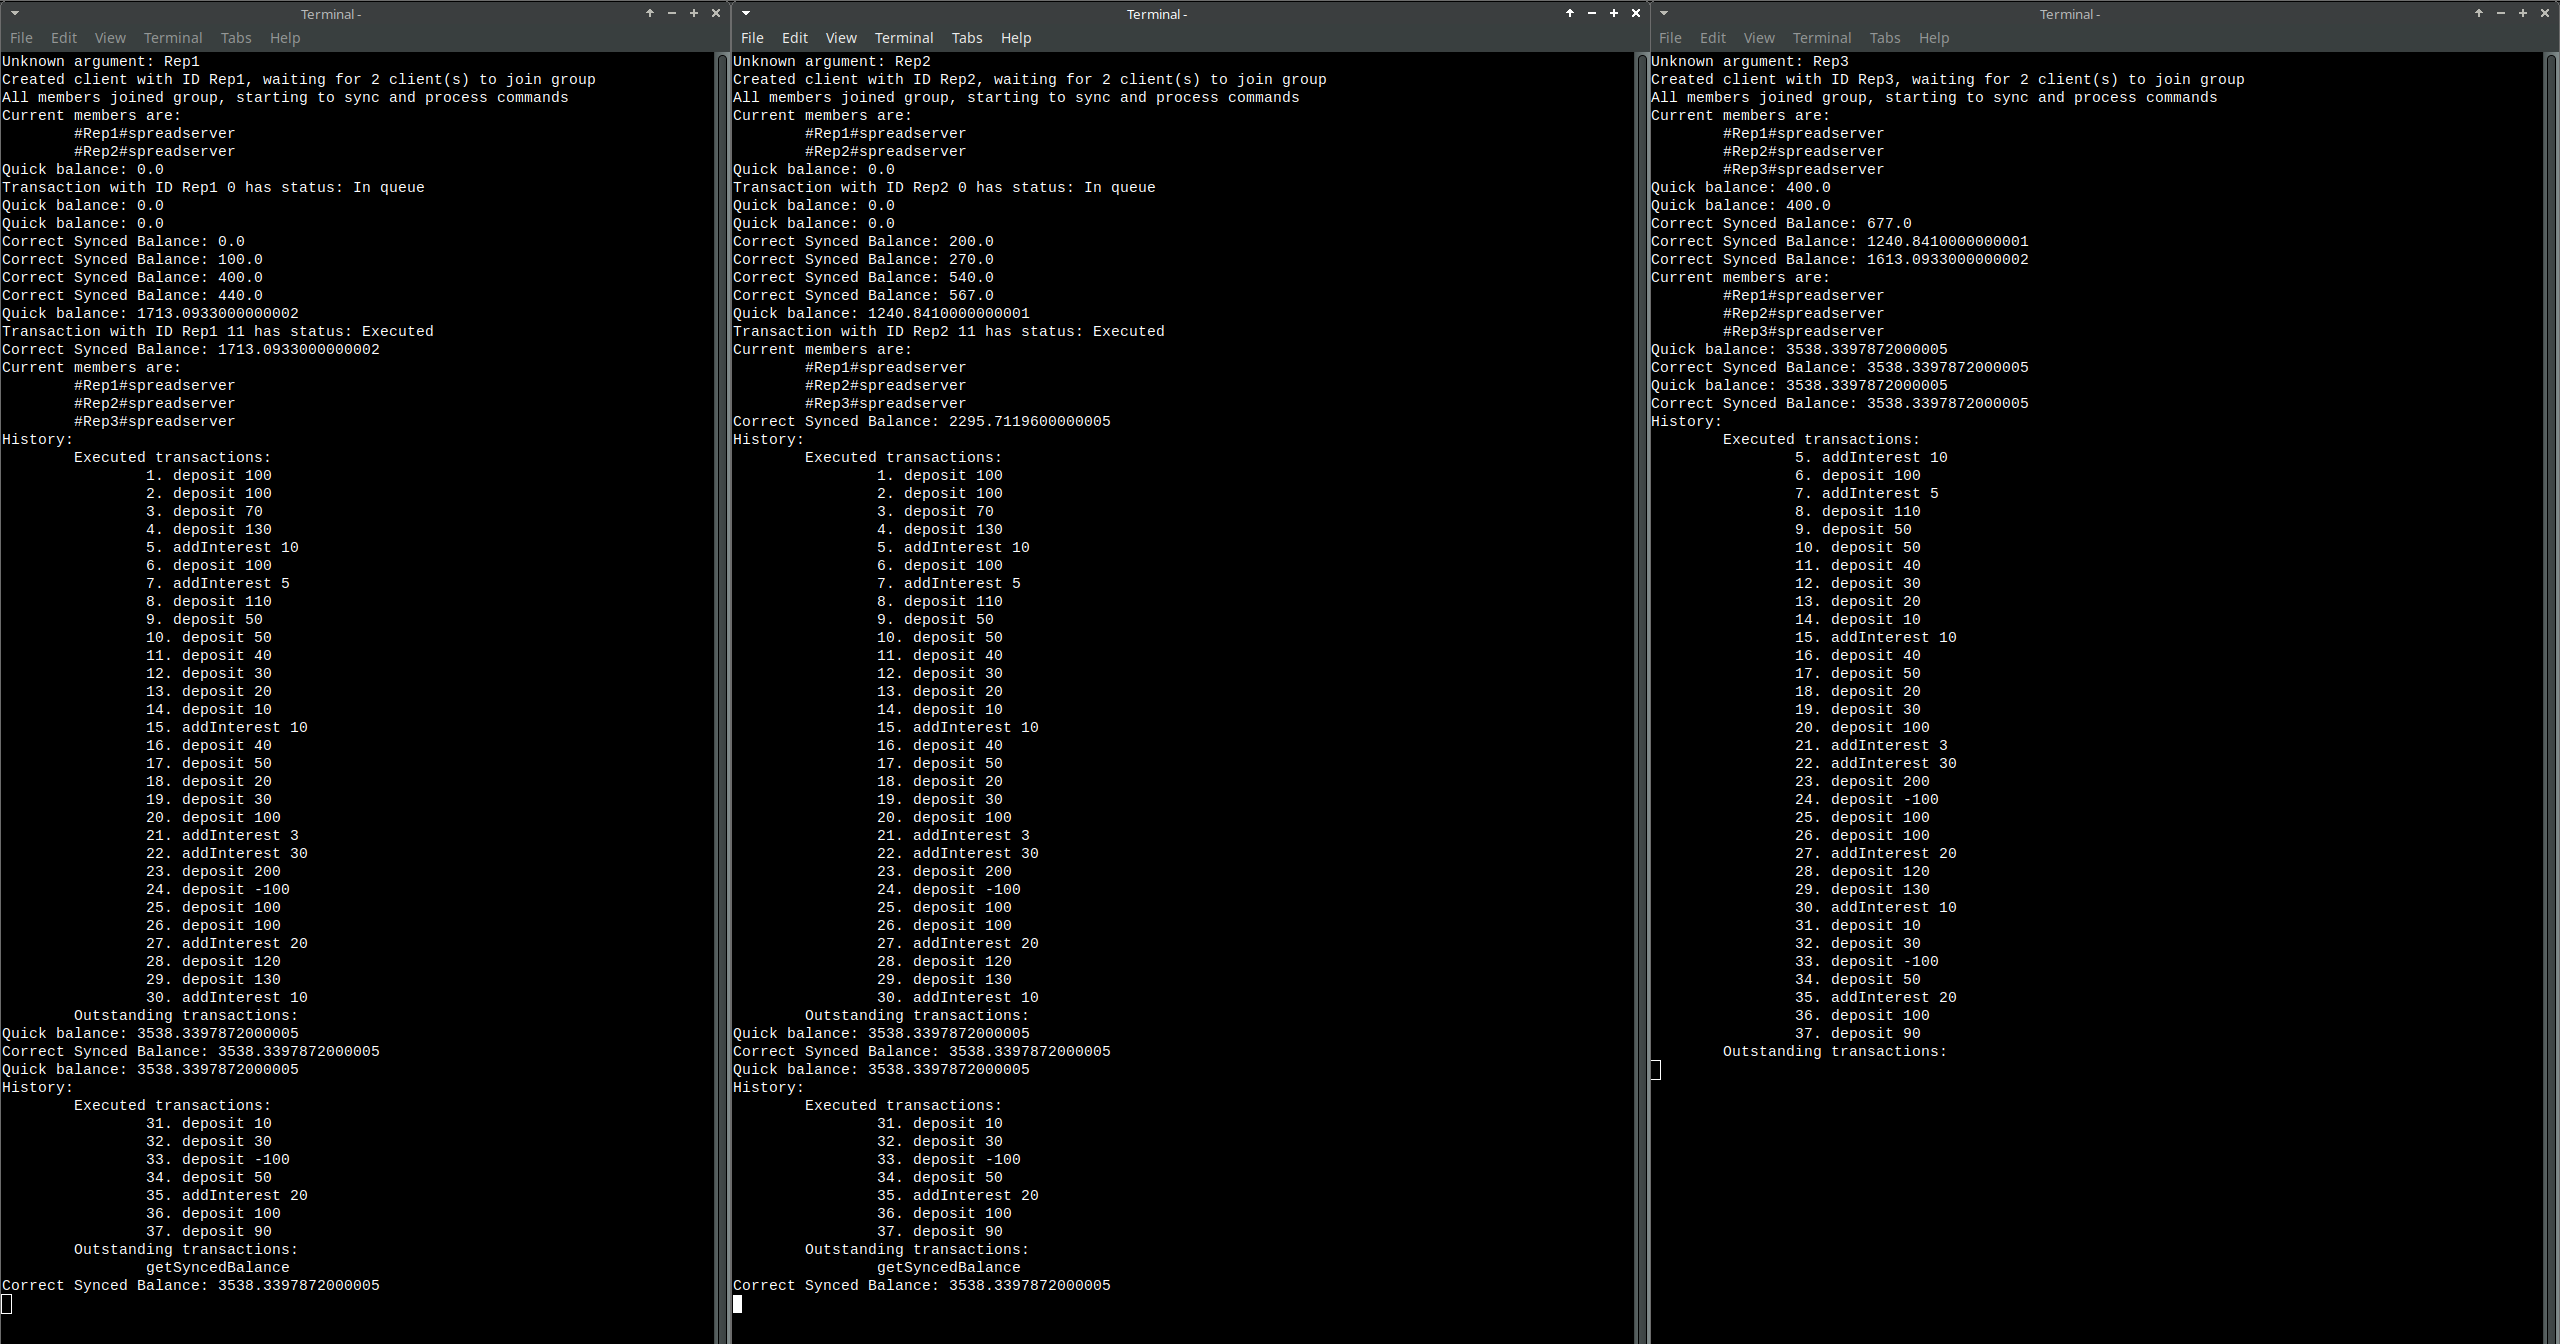 Terminal -
File Edit View Terminal Tabs Help
Unknown argument: Rep1
Created client with ID Rep1, waiting for 2 client(s) to join group
All members joined group, starting to sync and process commands
Current members are:
#Rep1#spreadserver
#Rep2#spreadserver
Quick balance: 0.0
Transaction with ID Rep1 0 has status: In queue
Quick balance: 0.0
Quick balance: 0.0
Correct Synced Balance: 0.0
Correct Synced Balance: 100.0
Correct Synced Balance: 400.0
Correct Synced Balance: 440.0
Quick balance: 1713.0933000000002
Transaction with ID Rep1 11 has status: Executed
Correct Synced Balance: 1713.0933000000002
Current members are:
#Rep1#spreadserver
#Rep2#spreadserver
#Rep3#spreadserver
History:
Executed transactions:
1. deposit 100
2. deposit 100
3. deposit 70
4. deposit 130
5. addInterest 10
6. deposit 100
7. addInterest 5
8. deposit 110
9. deposit 50
10. deposit 50
11. deposit 40
12. deposit 30
13. deposit 20
14. deposit 10
15. addInterest 10
16. deposit 40
17. deposit 50
18. deposit 20
19. deposit 30
20. deposit 100
21. addInterest 3
22. addInterest 30
23. deposit 200
24. deposit -100
25. deposit 100
26. deposit 100
27. addInterest 20
28. deposit 120
29. deposit 130
30. addInterest 10
Outstanding transactions:
Quick balance: 3538.3397872000005
Correct Synced Balance: 3538.3397872000005
Quick balance: 3538.3397872000005
History:
Executed transactions:
31. deposit 10
32. deposit 30
33. deposit -100
34. deposit 50
35. addInterest 20
36. deposit 100
37. deposit 90
Outstanding transactions:
getSyncedBalance
Correct Synced Balance: 3538.3397872000005
Terminal -
File Edit View Terminal Tabs Help
Unknown argument: Rep2
Created client with ID Rep2, waiting for 2 client(s) to join group
All members joined group, starting to sync and process commands
Current members are:
#Rep1#spreadserver
#Rep2#spreadserver
Quick balance: 0.0
Transaction with ID Rep2 0 has status: In queue
Quick balance: 0.0
Quick balance: 0.0
Correct Synced Balance: 200.0
Correct Synced Balance: 270.0
Correct Synced Balance: 540.0
Correct Synced Balance: 567.0
Quick balance: 1240.8410000000001
Transaction with ID Rep2 11 has status: Executed
Current members are:
#Rep1#spreadserver
#Rep2#spreadserver
#Rep3#spreadserver
Correct Synced Balance: 2295.7119600000005
History:
Executed transactions:
1. deposit 100
2. deposit 100
3. deposit 70
4. deposit 130
5. addInterest 10
6. deposit 100
7. addInterest 5
8. deposit 110
9. deposit 50
10. deposit 50
11. deposit 40
12. deposit 30
13. deposit 20
14. deposit 10
15. addInterest 10
16. deposit 40
17. deposit 50
18. deposit 20
19. deposit 30
20. deposit 100
21. addInterest 3
22. addInterest 30
23. deposit 200
24. deposit -100
25. deposit 100
26. deposit 100
27. addInterest 20
28. deposit 120
29. deposit 130
30. addInterest 10
Outstanding transactions:
Quick balance: 3538.3397872000005
Correct Synced Balance: 3538.3397872000005
Quick balance: 3538.3397872000005
History:
Executed transactions:
31. deposit 10
32. deposit 30
33. deposit -100
34. deposit 50
35. addInterest 20
36. deposit 100
37. deposit 90
Outstanding transactions:
getSyncedBalance
Correct Synced Balance: 3538.3397872000005
Terminal -
File Edit View Terminal Tabs Help
Unknown argument: Rep3
Created client with ID Rep3, waiting for 2 client(s) to join group
All members joined group, starting to sync and process commands
Current members are:
#Rep1#spreadserver
#Rep2#spreadserver
#Rep3#spreadserver
Quick balance: 400.0
Quick balance: 400.0
Correct Synced Balance: 677.0
Correct Synced Balance: 1240.8410000000001
Correct Synced Balance: 1613.0933000000002
Current members are:
#Rep1#spreadserver
#Rep2#spreadserver
#Rep3#spreadserver
Quick balance: 3538.3397872000005
Correct Synced Balance: 3538.3397872000005
Quick balance: 3538.3397872000005
Correct Synced Balance: 3538.3397872000005
History:
Executed transactions:
5. addInterest 10
6. deposit 100
7. addInterest 5
8. deposit 110
9. deposit 50
10. deposit 50
11. deposit 40
12. deposit 30
13. deposit 20
14. deposit 10
15. addInterest 10
16. deposit 40
17. deposit 50
18. deposit 20
19. deposit 30
20. deposit 100
21. addInterest 3
22. addInterest 30
23. deposit 200
24. deposit -100
25. deposit 100
26. deposit 100
27. addInterest 20
28. deposit 120
29. deposit 130
30. addInterest 10
31. deposit 10
32. deposit 30
33. deposit -100
34. deposit 50
35. addInterest 20
36. deposit 100
37. deposit 90
Outstanding transactions: